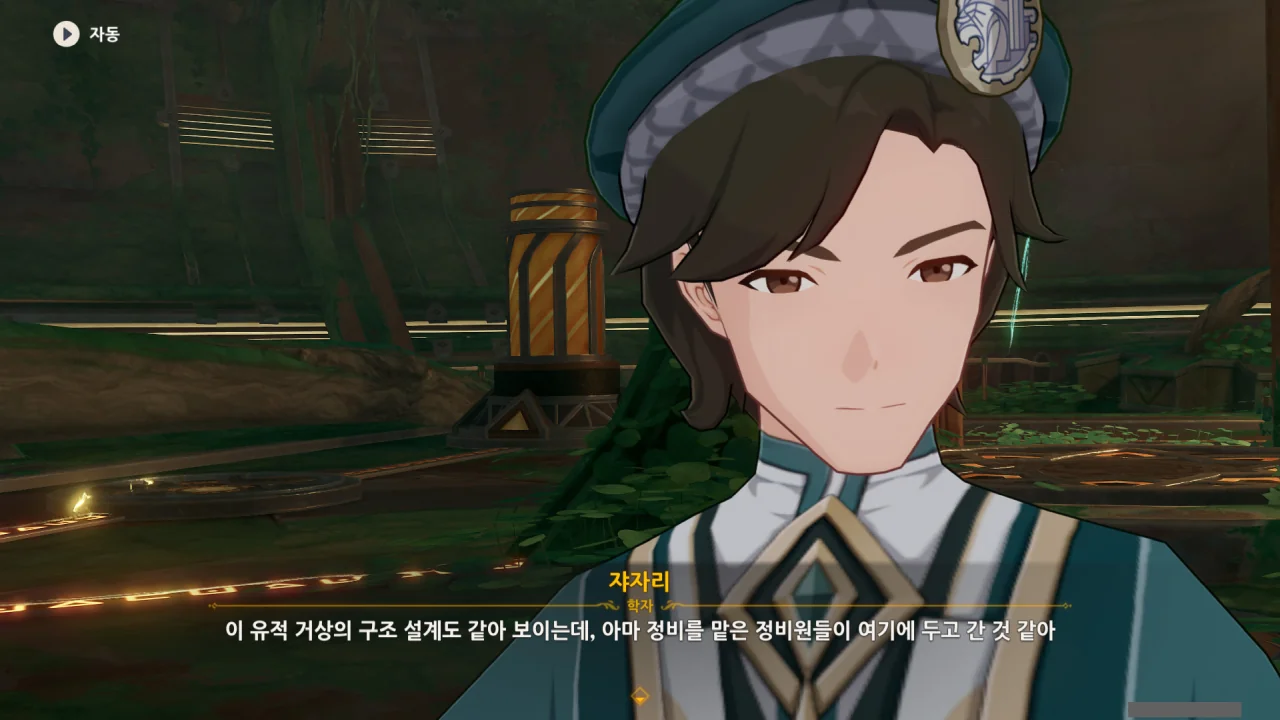 자동
쟈자리
학자
이 유적 거상의 구조 설계도 같아 보이는데, 아마 정비를 맡은 정비원들이 여기에 두고 간 것 같아